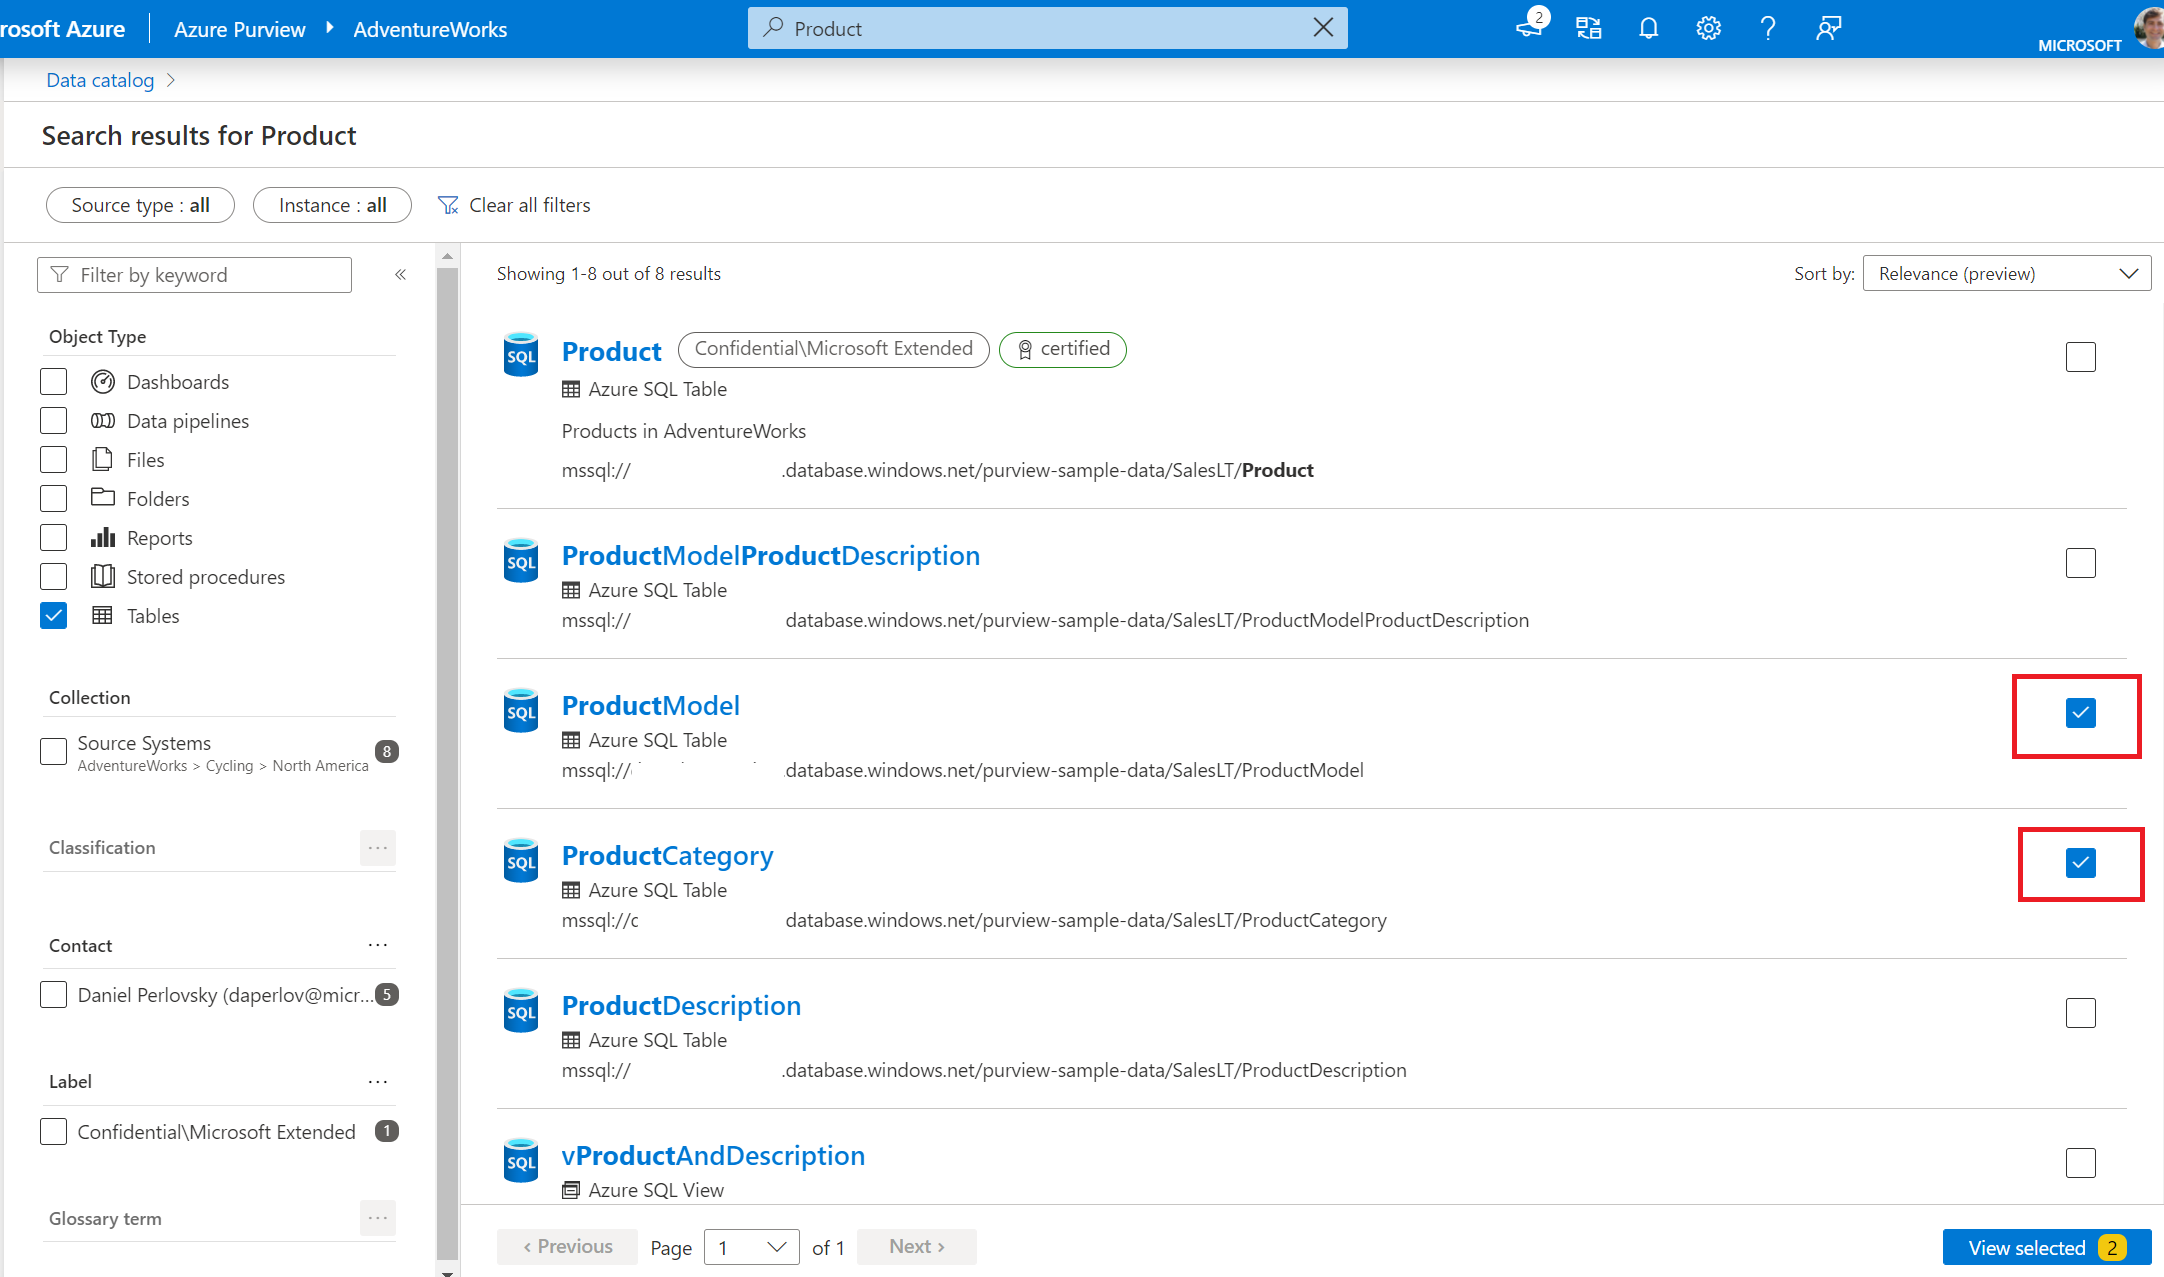 rosoft Azure Azure Purview AdventureWorks Product 2 MICROSOFT
Data catalog
Search results for Product
Source type : all Instance : all Clear all filters
Filter by keyword
«
Showing 1-8 out of 8 results
Sort by: Relevance (preview)
Object Type
Dashboards
Data pipelines
Files
Folders
Reports
Stored procedures
Tables
Collection
Source Systems 8
AdventureWorks > Cycling > North America
Classification ...
Contact ...
Daniel Perlovsky (daperlov@micr... 5
Label ...
Confidential\Microsoft Extended 1
Glossary term ...
SQL Product Confidential\Microsoft Extended certified
Azure SQL Table
Products in AdventureWorks
mssql:// .database.windows.net/purview-sample-data/SalesLT/Product
SQL ProductModelProductDescription
Azure SQL Table
mssql:// database.windows.net/purview-sample-data/SalesLT/ProductModelProductDescription
SQL ProductModel
Azure SQL Table
mssql:// .database.windows.net/purview-sample-data/SalesLT/ProductModel
SQL ProductCategory
Azure SQL Table
mssql://c database.windows.net/purview-sample-data/SalesLT/ProductCategory
SQL ProductDescription
Azure SQL Table
mssql:// .database.windows.net/purview-sample-data/SalesLT/ProductDescription
SQL vProductAndDescription
Azure SQL View
‹ Previous Page 1 of 1 Next ›
View selected 2